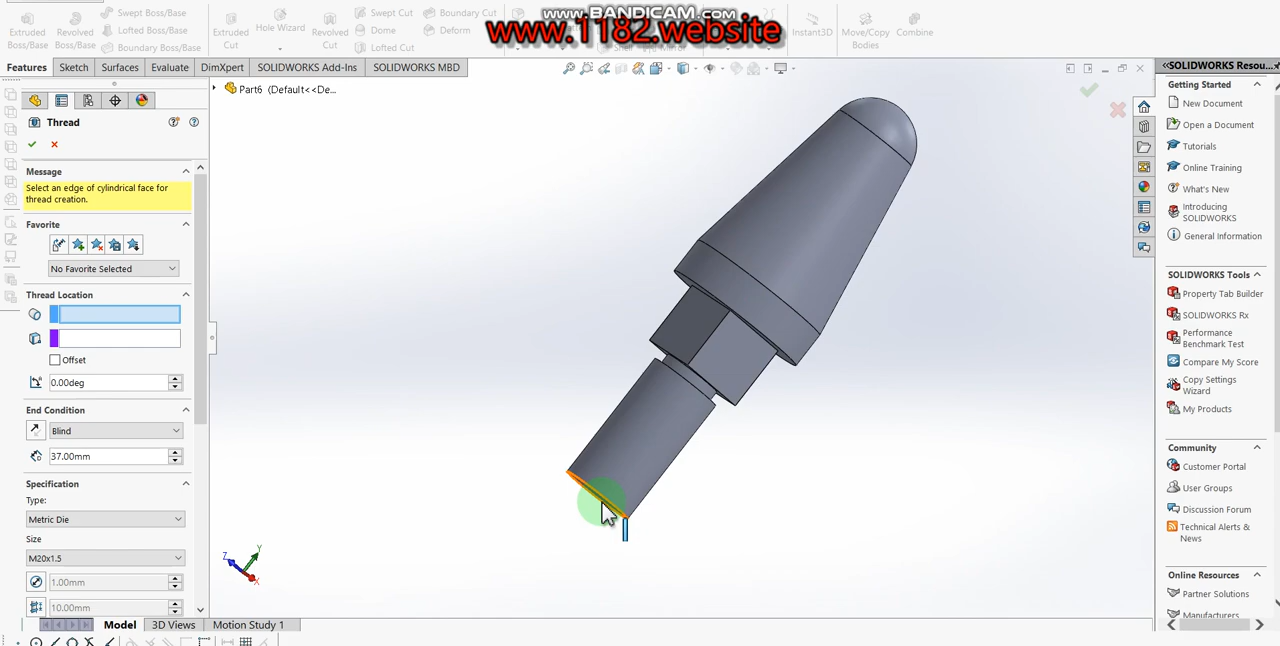 www.BANDICAM.com
www.1182.website
Extruded Boss/Base
Revolved Boss/Base
Swept Boss/Base
Lofted Boss/Base
Boundary Boss/Base
Extruded Cut
Hole Wizard
Revolved Cut
Swept Cut
Dome
Lofted Cut
Boundary Cut
Deform
Shell
Mirror
Instant3D
Move/Copy Bodies
Combine
Features
Sketch
Surfaces
Evaluate
DimXpert
SOLIDWORKS Add-Ins
SOLIDWORKS MBD
Part6 (Default<<De...
Thread
Message
Select an edge of cylindrical face for
thread creation.
Favorite
No Favorite Selected
Thread Location
Offset
0.00deg
End Condition
Blind
37.00mm
Specification
Type:
Metric Die
Size
M20x1.5
1.00mm
10.00mm
Z
Y
X
Model
3D Views
Motion Study 1
SOLIDWORKS Resou...
Getting Started
New Document
Open a Document
Tutorials
Online Training
What's New
Introducing
SOLIDWORKS
General Information
SOLIDWORKS Tools
Property Tab Builder
SOLIDWORKS Rx
Performance
Benchmark Test
Compare My Score
Copy Settings
Wizard
My Products
Community
Customer Portal
User Groups
Discussion Forum
Technical Alerts &
News
Online Resources
Partner Solutions
Manufacturers